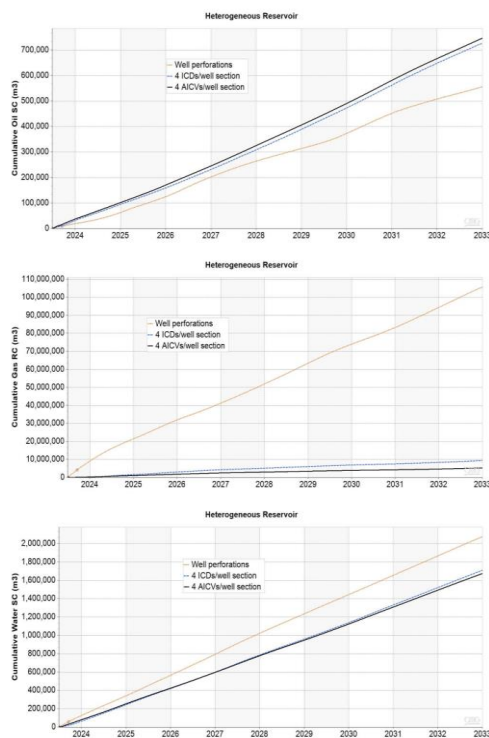 Heterogeneous Reservoir
Cumulative Oil SC (m3)
700,000
600,000
500,000
400,000
300,000
200,000
100,000
0
Well perforations
4 ICDs/well section
4 AICVs/well section
2024 2025 2026 2027 2028 2029 2030 2031 2032 2033
Heterogeneous Reservoir
Cumulative Gas RC (m3)
110,000,000
100,000,000
90,000,000
80,000,000
70,000,000
60,000,000
50,000,000
40,000,000
30,000,000
20,000,000
10,000,000
0
Well perforations
4 ICDs/well section
4 AICVs/well section
2024 2025 2026 2027 2028 2029 2030 2031 2032 2033
Heterogeneous Reservoir
Cumulative Water SC (m3)
2,000,000
1,800,000
1,600,000
1,400,000
1,200,000
1,000,000
800,000
600,000
400,000
200,000
0
Well perforations
4 ICDs/well section
4 AICVs/well section
2024 2025 2026 2027 2028 2029 2030 2031 2032 2033